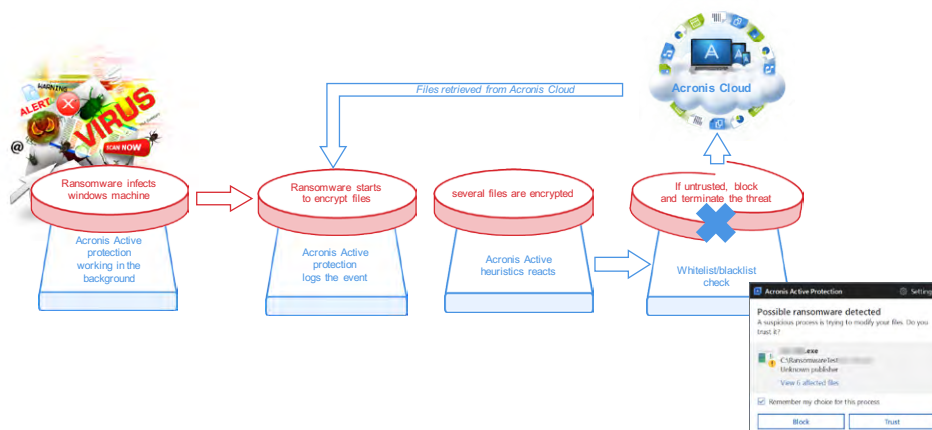 WARNING
ALERT
VIRUS
@
SCAN NOW
Files retrieved from Acronis Cloud
Acronis Cloud
Ransomware infects
windows machine
Ransomware starts
to encrypt files
several files are encrypted
If untrusted, block
and terminate the threat
Acronis Active
protection
working in the
background
Acronis Active
protection
logs the event
Acronis Active
heuristics reacts
Whitelist/blacklist
check
Acronis Active Protection
Setting
Possible ransomware detected
A suspicious process is trying to modify your files. Do you
trust it?
.exe
C:\RansomwareTest
Unknown publisher
View 6 affected files
Remember my choice for this process
Block
Trust